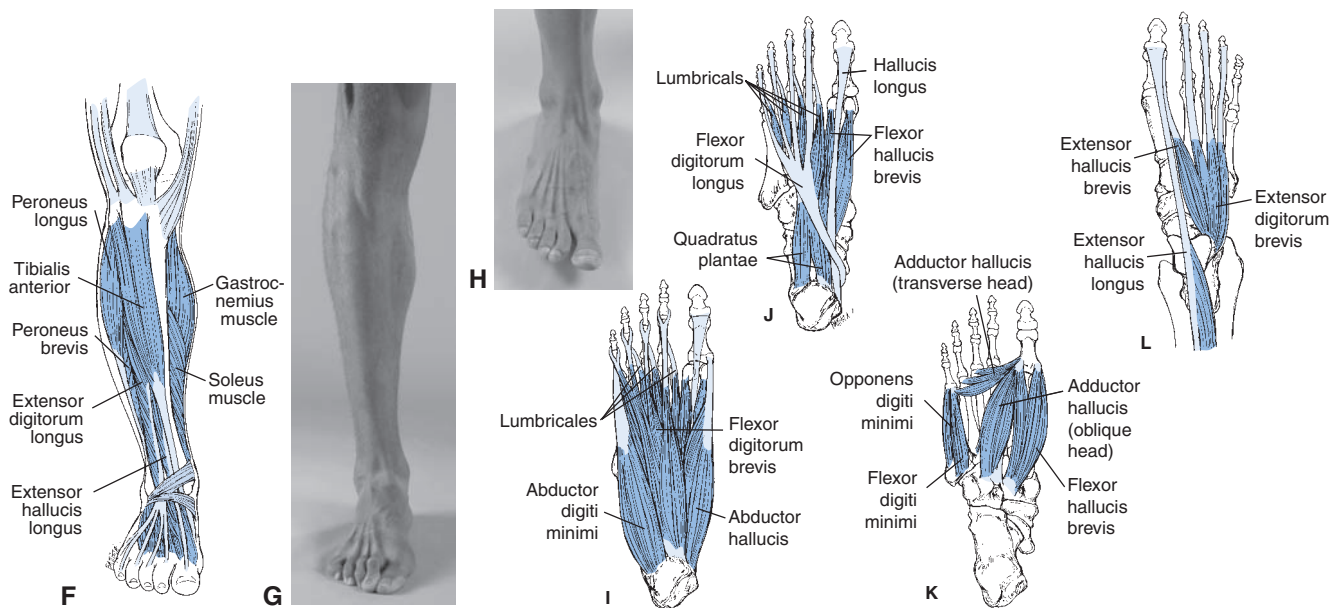 Peroneus
longus
Tibialis
anterior
Peroneus
brevis
Extensor
digitorum
longus
Extensor
hallucis
longus
Gastroc-
nemius
muscle
Soleus
muscle
F
G
H
Lumbricals
Flexor
digitorum
longus
Quadratus
plantae
Hallucis
longus
Flexor
hallucis
brevis
J
Lumbricales
Abductor
digiti
minimi
Flexor
digitorum
brevis
Abductor
hallucis
I
Adductor hallucis
(transverse head)
Opponens
digiti
minimi
Flexor
digiti
minimi
Adductor
hallucis
(oblique
head)
Flexor
hallucis
brevis
K
Extensor
hallucis
brevis
Extensor
hallucis
longus
Extensor
digitorum
brevis
L